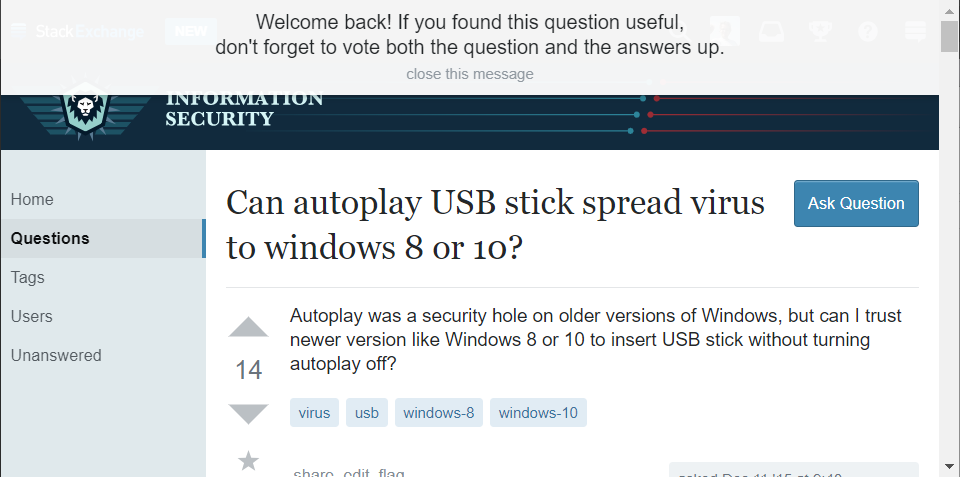 Welcome back! If you found this question useful,
StackExchange NEW
don't forget to vote both the question and the answers up.
close this message
INFORMATION
SECURITY
Home
Questions
Tags
Users
Unanswered
Can autoplay USB stick spread virus
to windows 8 or 10?
Ask Question
Autoplay was a security hole on older versions of Windows, but can I trust
newer version like Windows 8 or 10 to insert USB stick without turning
autoplay off?
14
virus usb windows-8 windows-10
share edit flag
asked Dec 11 '15 at